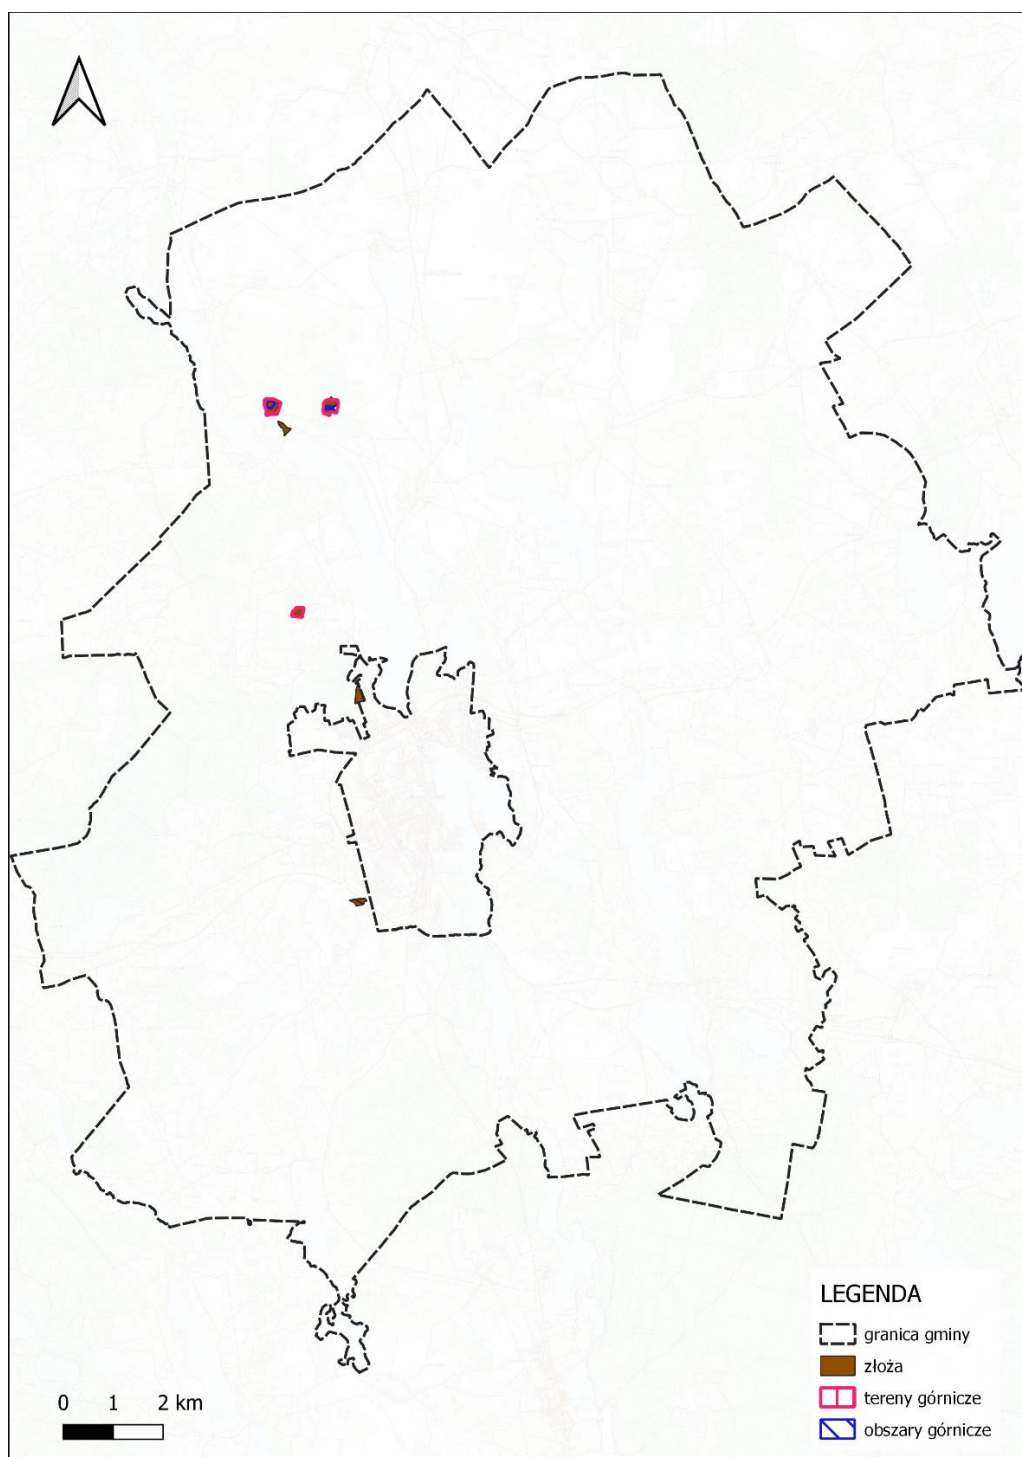 LEGENDA
granica gminy
złoża
tereny górnicze
obszary górnicze
0 1 2 km